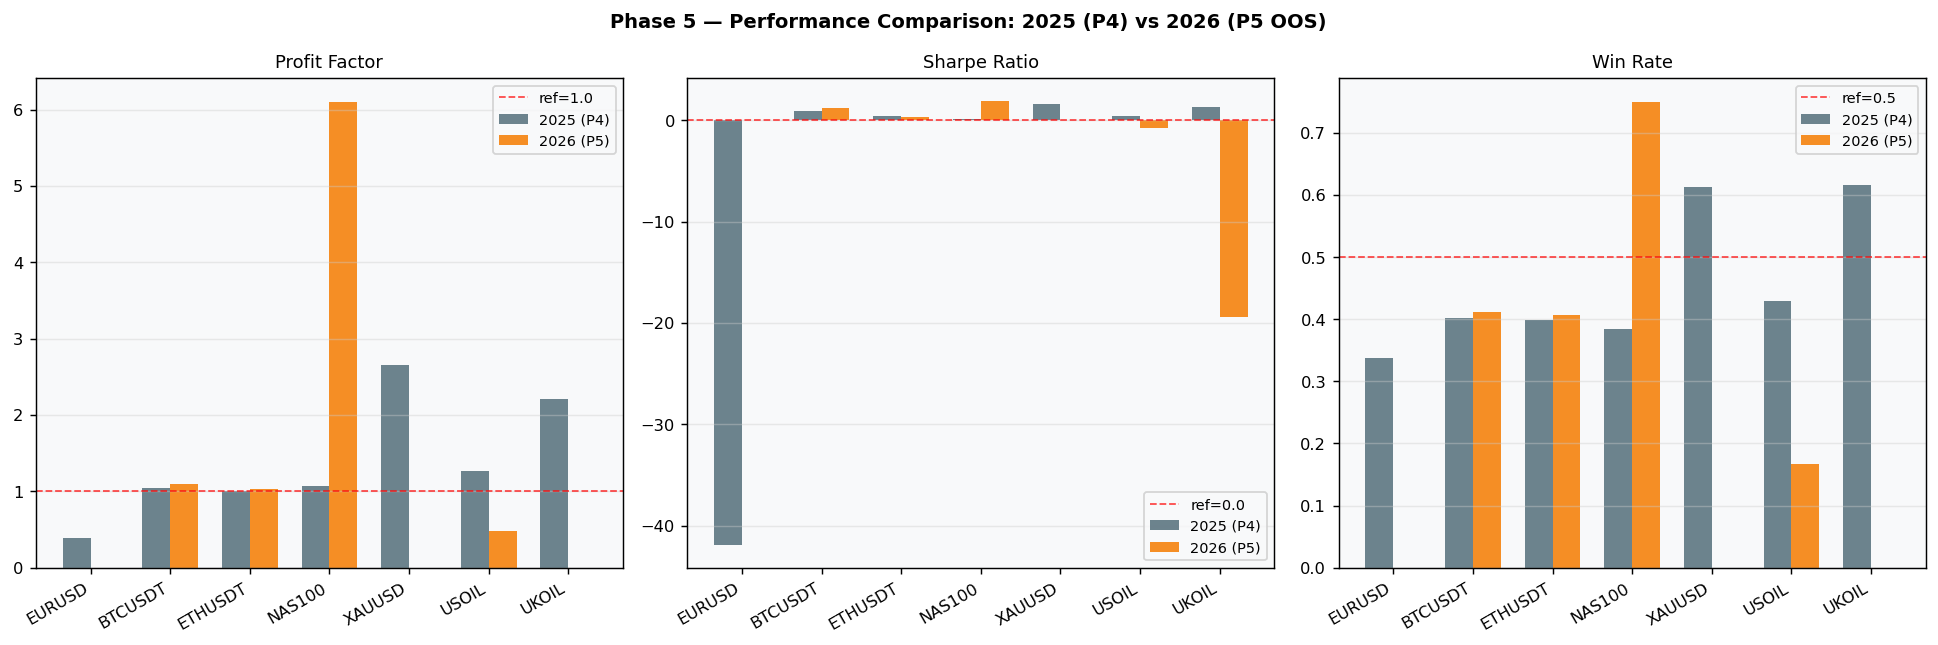 Phase 5 — Performance Comparison: 2025 (P4) vs 2026 (P5 OOS)
Profit Factor
6
5
4
3
2
1
0
ref=1.0
2025 (P4)
2026 (P5)
EURUSD
BTCUSDT
ETHUSDT
NAS100
XAUUSD
USOIL
UKOIL
Sharpe Ratio
0
−10
−20
−30
−40
ref=0.0
2025 (P4)
2026 (P5)
EURUSD
BTCUSDT
ETHUSDT
NAS100
XAUUSD
USOIL
UKOIL
Win Rate
0.7
0.6
0.5
0.4
0.3
0.2
0.1
0.0
ref=0.5
2025 (P4)
2026 (P5)
EURUSD
BTCUSDT
ETHUSDT
NAS100
XAUUSD
USOIL
UKOIL